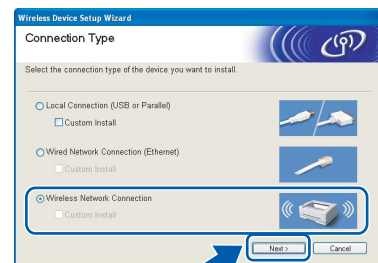 Wireless Device Setup Wizard
Connection Type
Select the connection type of the device you want to install.
Local Connection (USB or Parallel)
Custom Install
Wired Network Connection (Ethernet)
Custom Install
Wireless Network Connection
Custom Install
Next >
Cancel